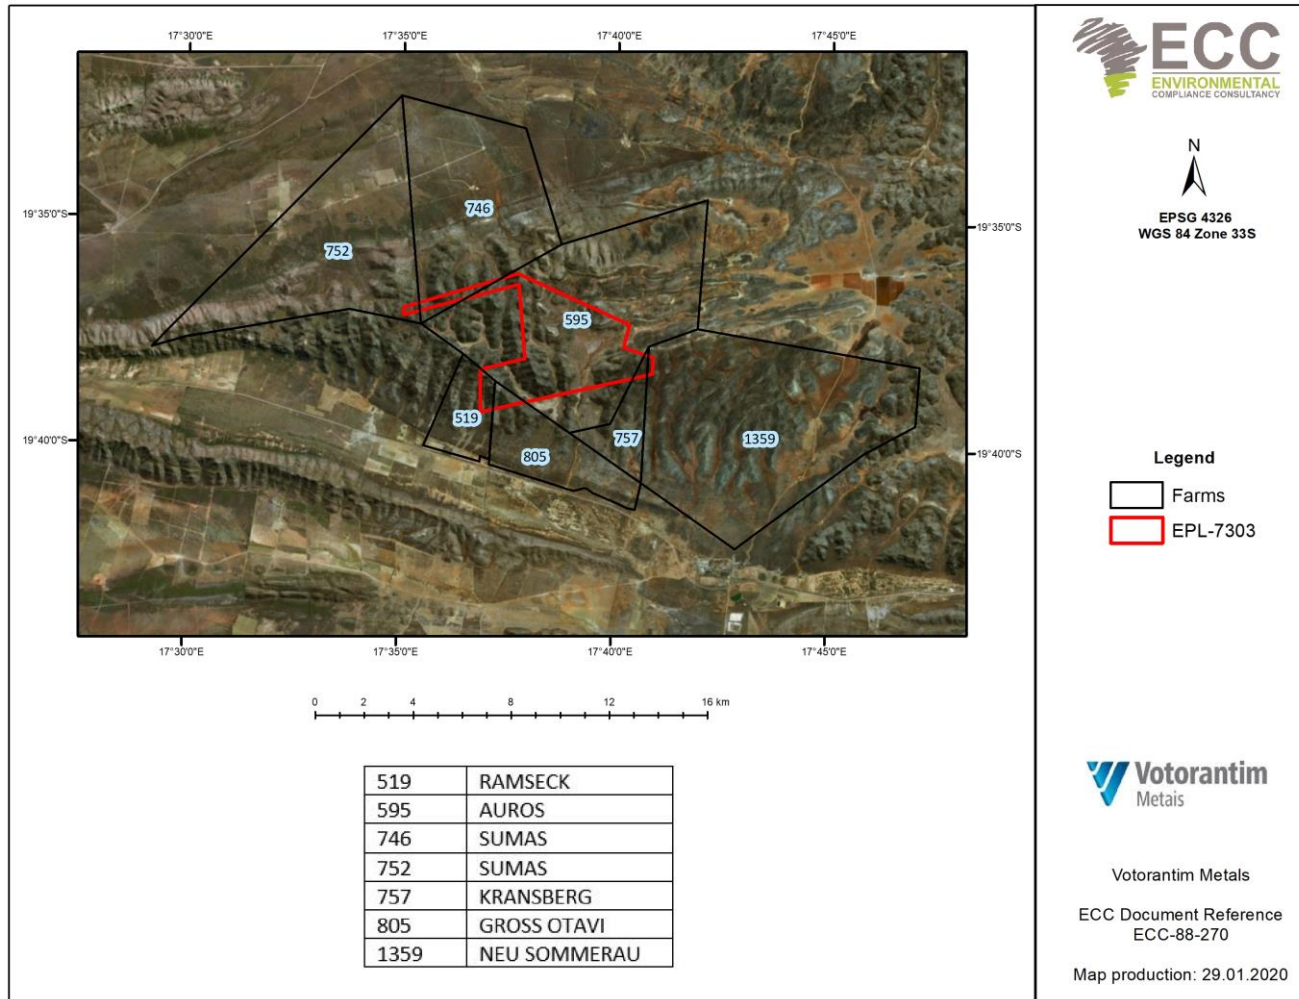 17°30'0"E 17°35'0"E 17°40'0"E 17°45'0"E
19°35'0"S 19°35'0"S
19°40'0"S 19°40'0"S
746
752
595
519
757
1359
805
17°30'0"E 17°35'0"E 17°40'0"E 17°45'0"E
0 2 4 8 12 16 km
519 RAMSECK
595 AUROS
746 SUMAS
752 SUMAS
757 KRANSBERG
805 GROSS OTAVI
1359 NEU SOMMERAU
ECC
ENVIRONMENTAL
COMPLIANCE CONSULTANCY
N
EPSG 4326
WGS 84 Zone 33S
Legend
Farms
EPL-7303
Votorantim
Metais
Votorantim Metals
ECC Document Reference
ECC-88-270
Map production: 29.01.2020